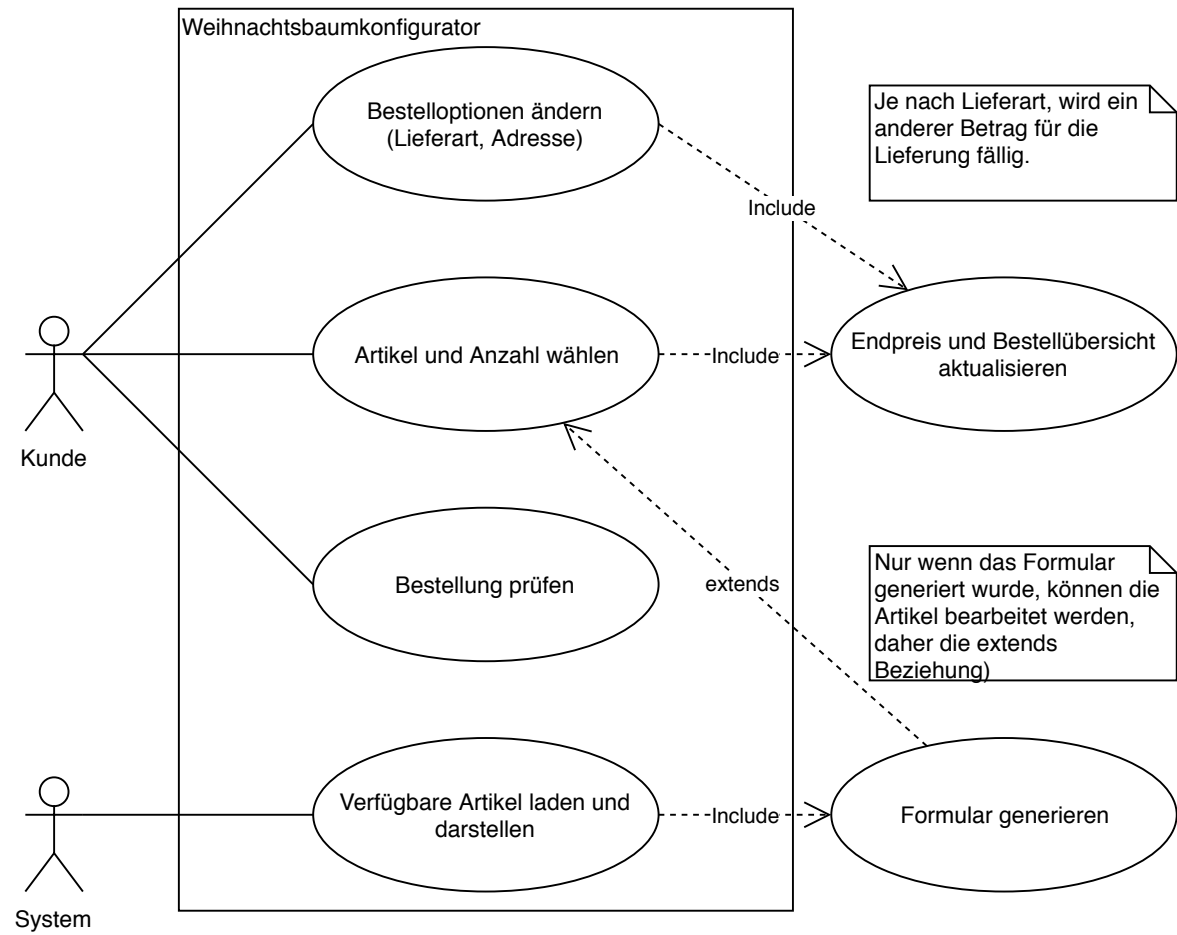 Weihnachtsbaumkonfigurator
Bestelloptionen ändern
(Lieferart, Adresse)
Je nach Lieferart, wird ein
anderer Betrag für die
Lieferung fällig.
Include
Artikel und Anzahl wählen
Include
Endpreis und Bestellübersicht
aktualisieren
Kunde
Bestellung prüfen
extends
Nur wenn das Formular
generiert wurde, können die
Artikel bearbeitet werden,
daher die extends
Beziehung)
Verfügbare Artikel laden und
darstellen
Include
Formular generieren
System